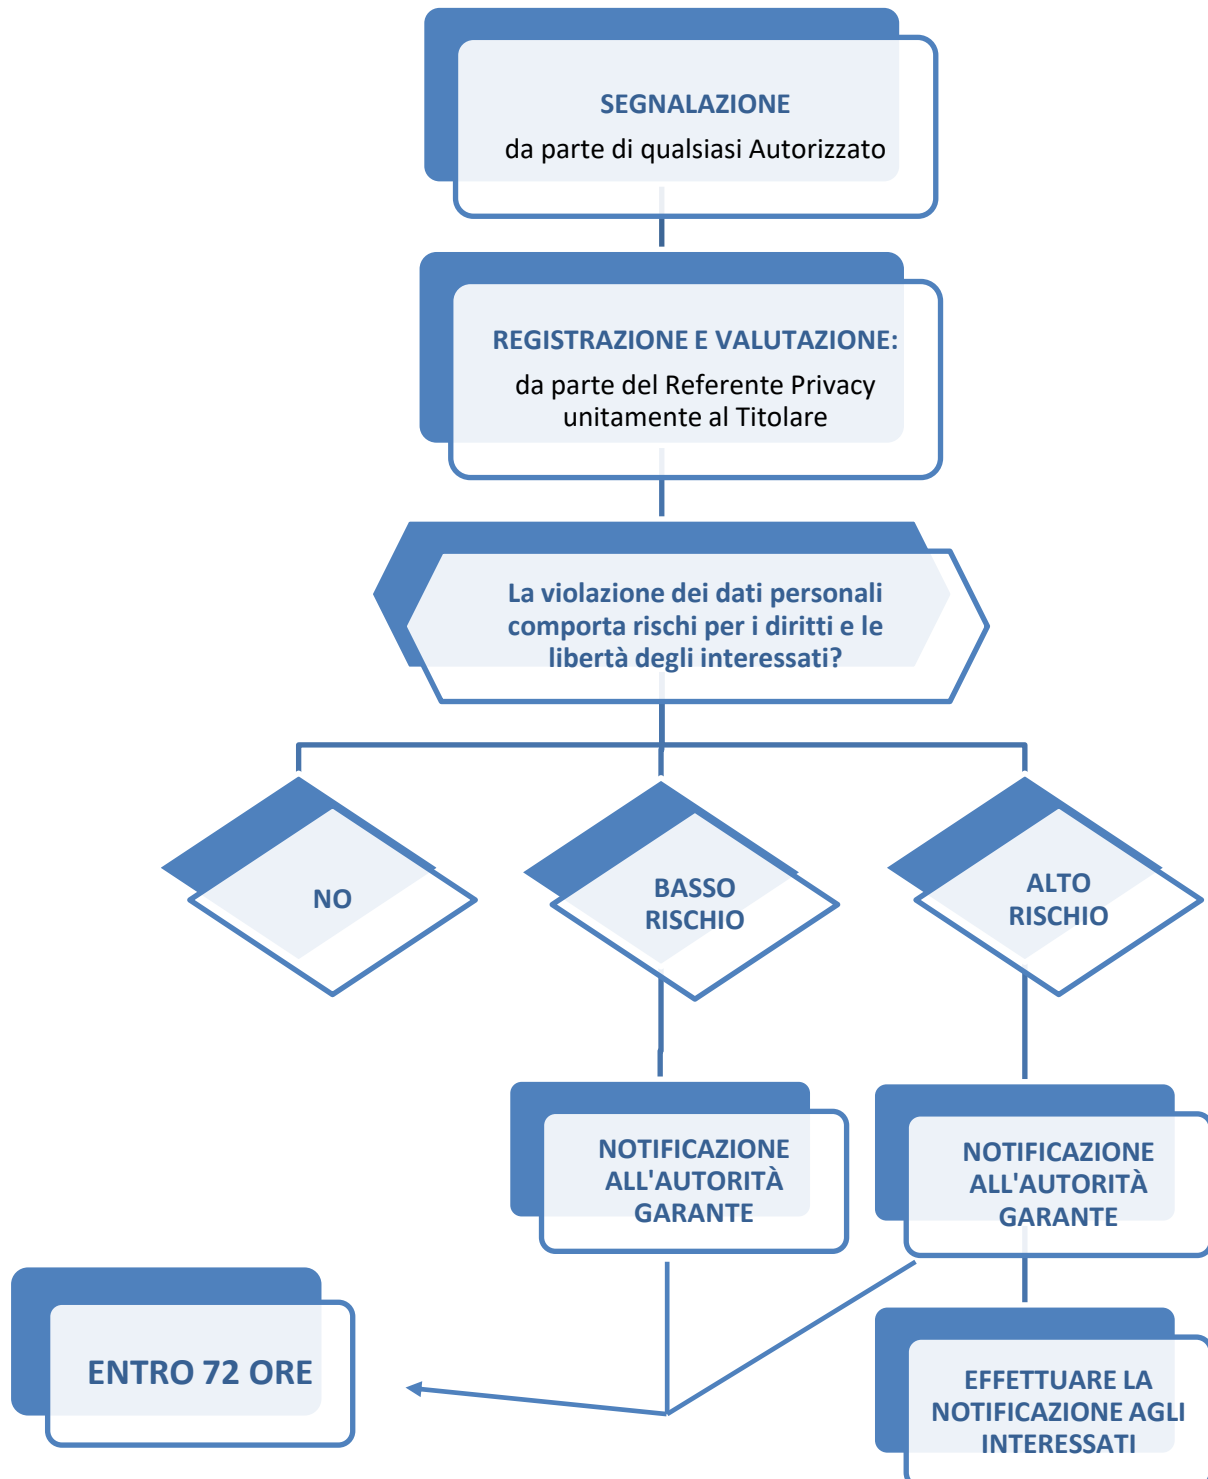 SEGNALAZIONE
da parte di qualsiasi Autorizzato
REGISTRAZIONE E VALUTAZIONE:
da parte del Referente Privacy
unitamente al Titolare
La violazione dei dati personali
comporta rischi per i diritti e le
libertà degli interessati?
NO
BASSO
RISCHIO
ALTO
RISCHIO
NOTIFICAZIONE
ALL'AUTORITÀ
GARANTE
NOTIFICAZIONE
ALL'AUTORITÀ
GARANTE
ENTRO 72 ORE
EFFETTUARE LA
NOTIFICAZIONE AGLI
INTERESSATI